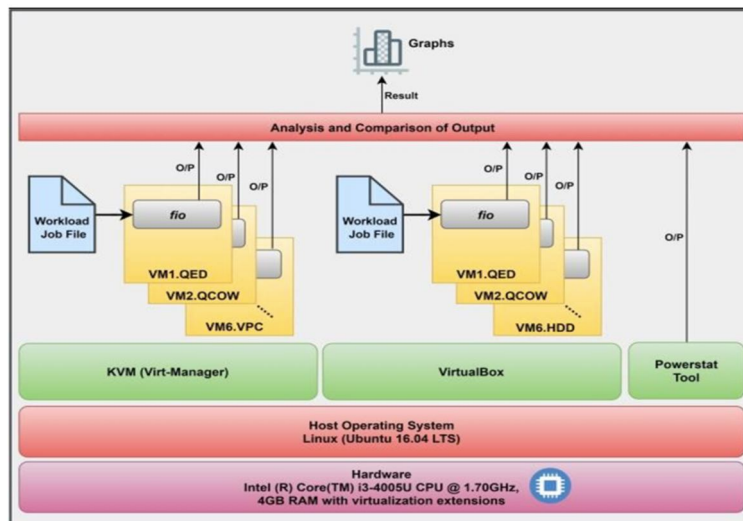 Graphs
Result
Analysis and Comparison of Output
O/P
O/P
O/P
Workload
Job File
fio
VM1.QED
VM2.QCOW
VM6.VPC
O/P
O/P
O/P
Workload
Job File
fio
VM1.QED
VM2.QCOW
VM6.HDD
O/P
KVM (Virt-Manager)
VirtualBox
Powerstat
Tool
Host Operating System
Linux (Ubuntu 16.04 LTS)
Hardware
Intel (R) Core(TM) i3-4005U CPU @ 1.70GHz,
4GB RAM with virtualization extensions